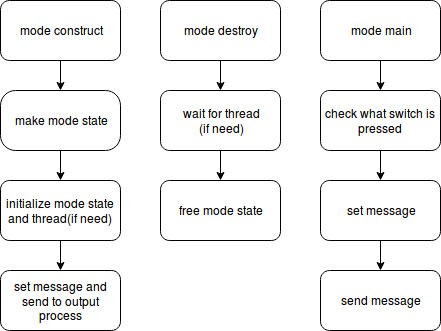 mode construct
make mode state
initialize mode state
and thread(if need)
set message and
send to output
process
mode destroy
wait for thread
(if need)
free mode state
mode main
check what switch is
pressed
set message
send message